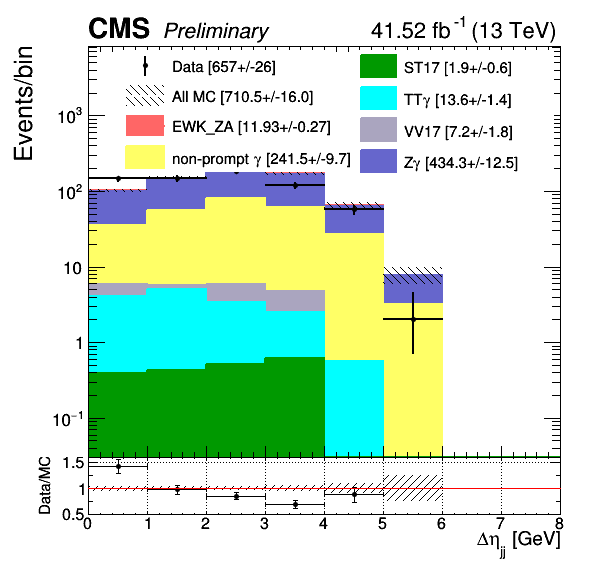 CMS Preliminary 41.52 fb⁻¹ (13 TeV)
Events/bin
Data [657+/-26]
All MC [710.5+/-16.0]
EWK_ZA [11.93+/-0.27]
non-prompt γ [241.5+/-9.7]
ST17 [1.9+/-0.6]
TTγ [13.6+/-1.4]
VV17 [7.2+/-1.8]
Zγ [434.3+/-12.5]
10³
10²
10
1
10⁻¹
Data/MC
1.5
1
0.5
0 1 2 3 4 5 6 7 8
Δη_jj [GeV]